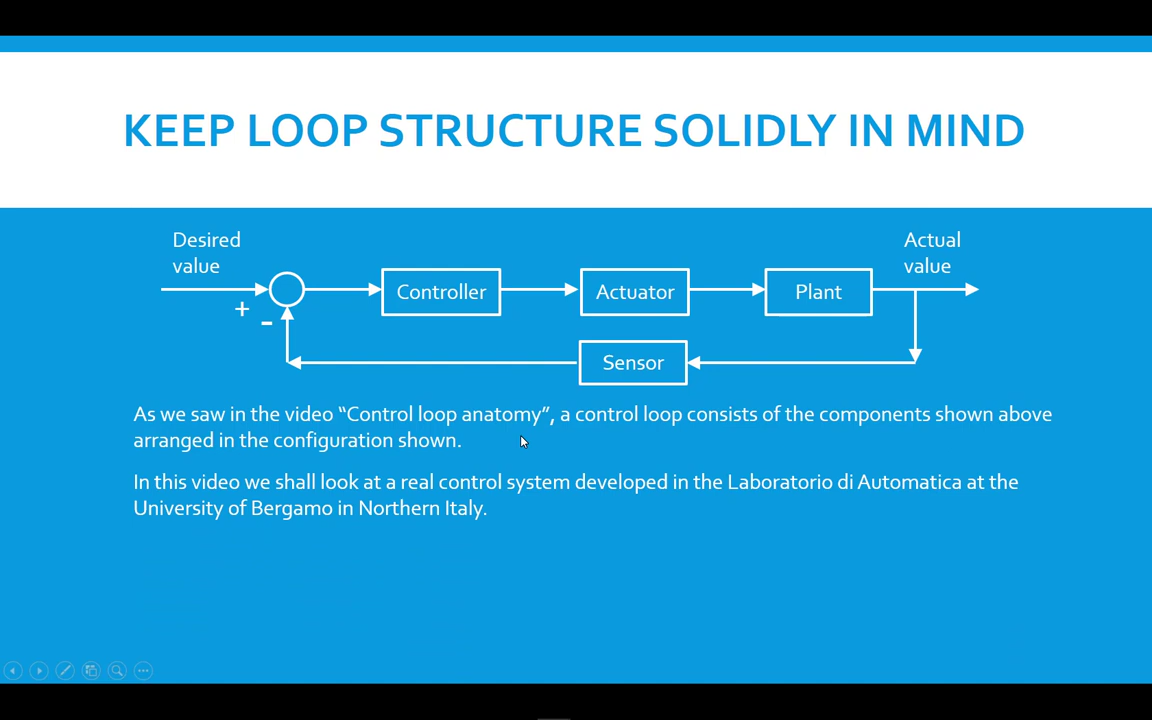 KEEP LOOP STRUCTURE SOLIDLY IN MIND
Desired
value
Actual
value
+
-
Controller
Actuator
Plant
Sensor
As we saw in the video “Control loop anatomy”, a control loop consists of the components shown above
arranged in the configuration shown.
In this video we shall look at a real control system developed in the Laboratorio di Automatica at the
University of Bergamo in Northern Italy.